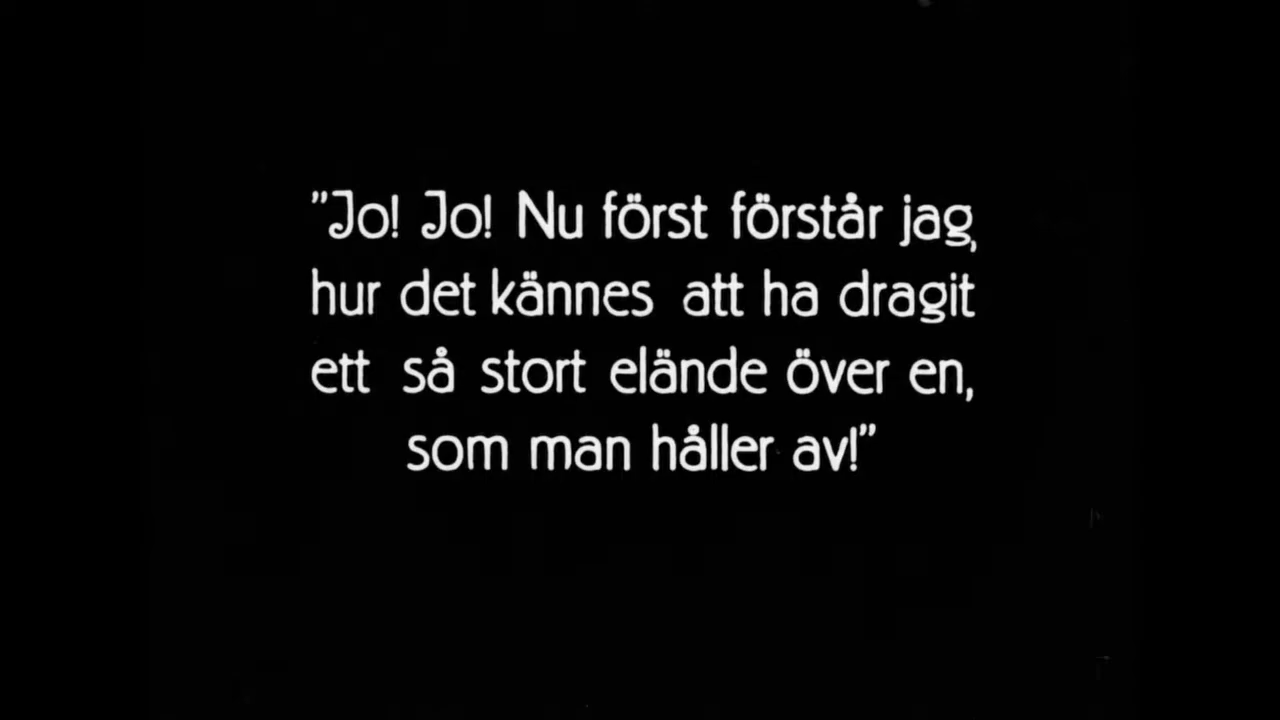 "Jo! Jo! Nu först förstår jag,
hur det kännes att ha dragit
ett så stort elände över en,
som man håller av!"